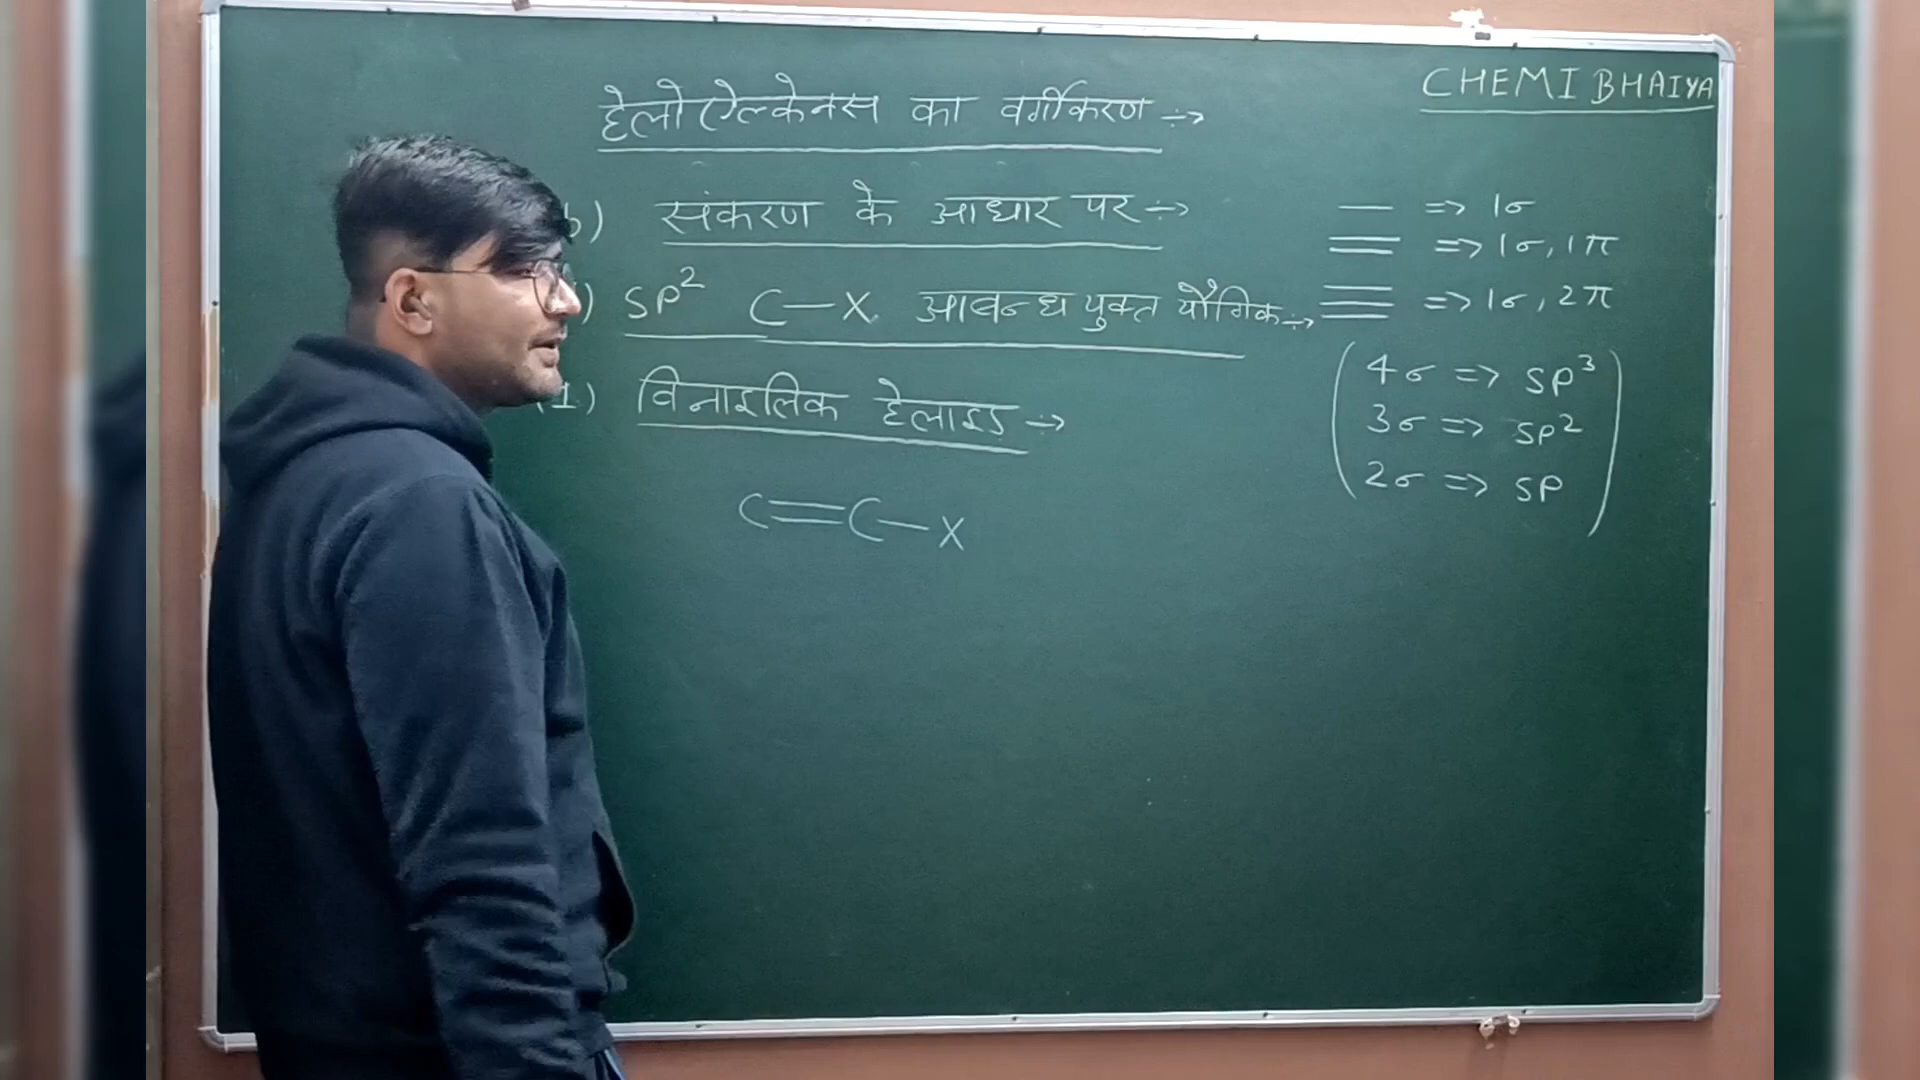 CHEMI BHAIYA
हेलोऐल्केनस का वर्गीकरण ÷>
b) संकरण के आधार पर ÷>
) SP² C—X आबन्ध युक्त यौगिक ÷>
(1) विनाइलिक हेलाइड ÷>
C=C—X
— => 1σ
= => 1σ, 1π
≡ => 1σ, 2π
4σ => SP³
3σ => SP²
2σ => SP